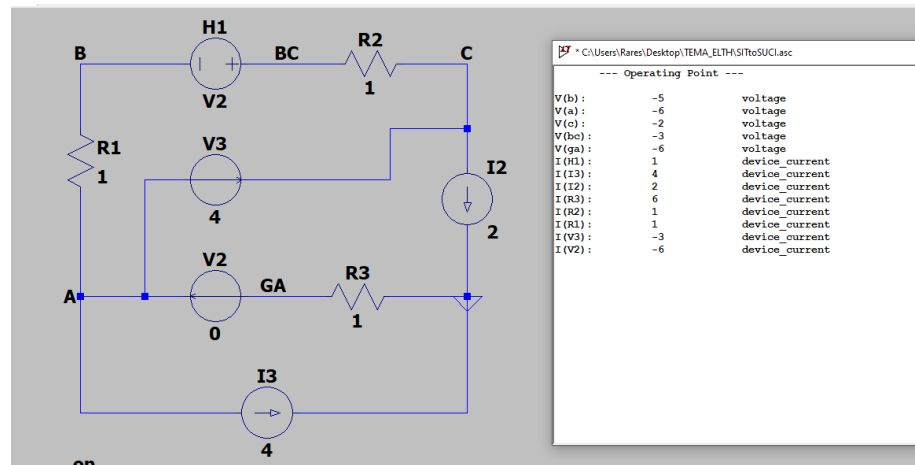 H1
B
BC
R2
C
V2
1
R1
1
V3
4
I2
2
V2
GA
R3
A
0
1
I3
4
* C:\Users\Rares\Desktop\TEMA_ELTH\SITtoSUCI.asc
--- Operating Point ---
V(b): -5 voltage
V(a): -6 voltage
V(c): -2 voltage
V(bc): -3 voltage
V(ga): -6 voltage
I(H1): 1 device_current
I(I3): 4 device_current
I(I2): 2 device_current
I(R3): 6 device_current
I(R2): 1 device_current
I(R1): 1 device_current
I(V3): -3 device_current
I(V2): -6 device_current